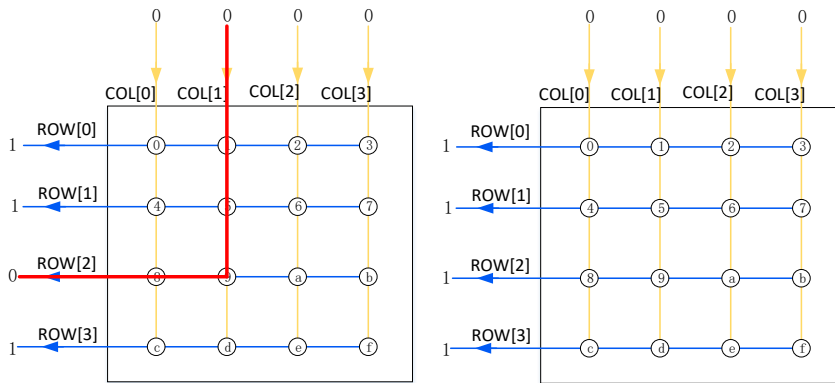 0 0 0 0
COL[0] COL[1] COL[2] COL[3]
ROW[0]
1 0 2 3
ROW[1]
1 4 5 6 7
ROW[2]
0 8 9 a b
ROW[3]
1 c d e f
0 0 0 0
COL[0] COL[1] COL[2] COL[3]
ROW[0]
1 0 1 2 3
ROW[1]
1 4 5 6 7
ROW[2]
1 8 9 a b
ROW[3]
1 c d e f